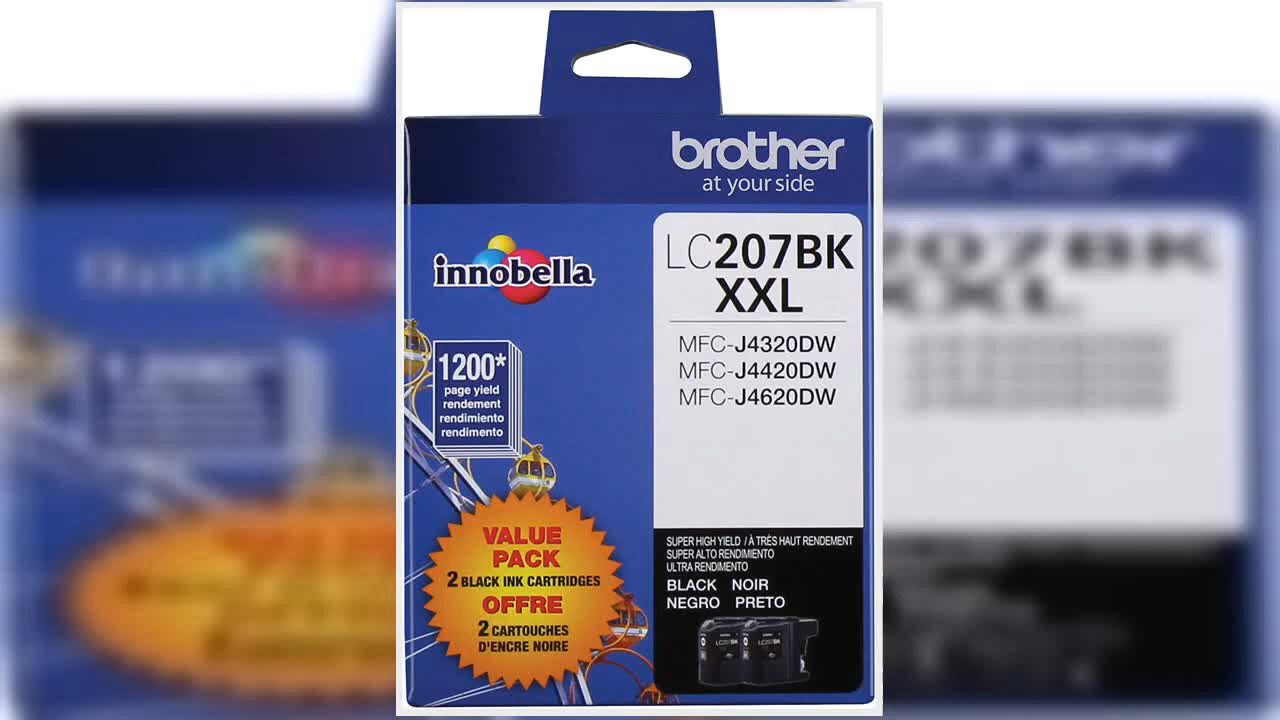 brother
at your side
innobella
LC207BK
XXL
MFC-J4320DW
MFC-J4420DW
MFC-J4620DW
1200*
page yield
rendement
rendimiento
rendimento
VALUE
PACK
2 BLACK INK CARTRIDGES
OFFRE
2 CARTOUCHES
D'ENCRE NOIRE
SUPER HIGH YIELD / À TRÈS HAUT RENDEMENT
SUPER ALTO RENDIMIENTO
ULTRA RENDIMENTO
BLACK NOIR
NEGRO PRETO
LC207BK
LC207BK